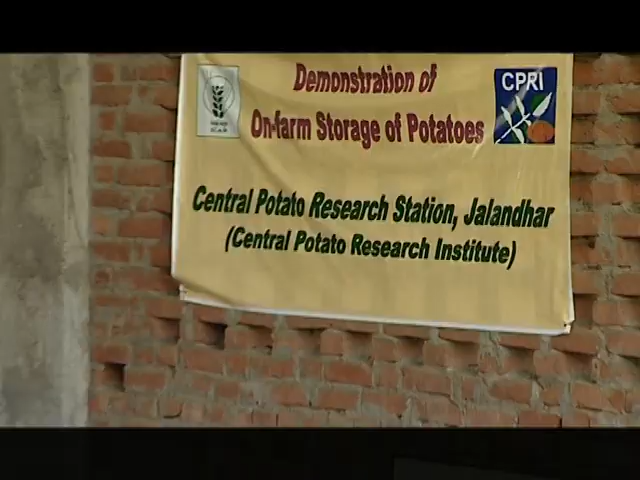 Demonstration of
On-farm Storage of Potatoes
CPRI
Central Potato Research Station, Jalandhar
(Central Potato Research Institute)